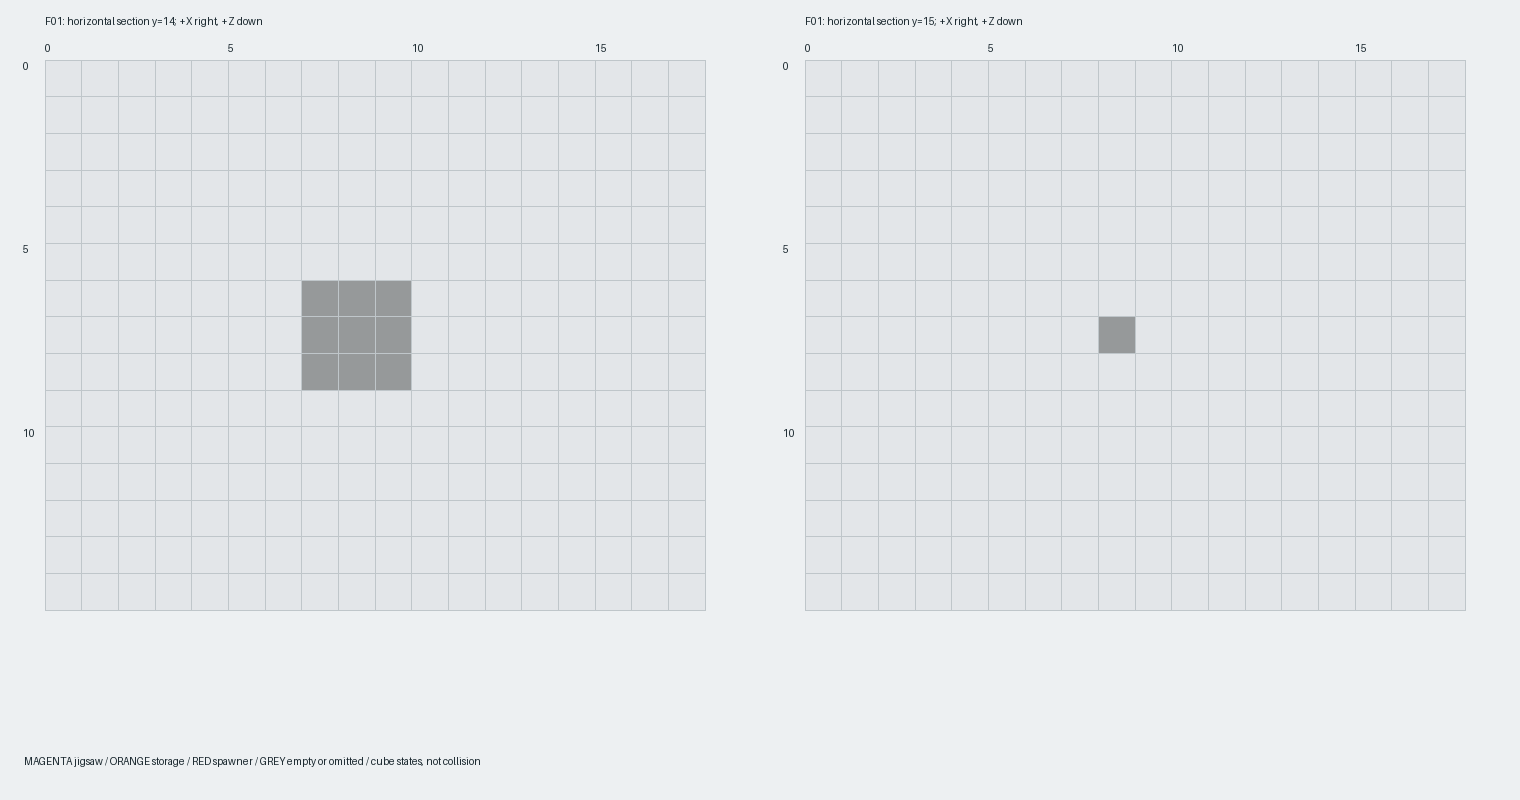 F01: horizontal section y=14; +X right, +Z down
0 5 10 15
0
5
10
F01: horizontal section y=15; +X right, +Z down
0 5 10 15
0
5
10
MAGENTA jigsaw / ORANGE storage / RED spawner / GREY empty or omitted / cube states, not collision